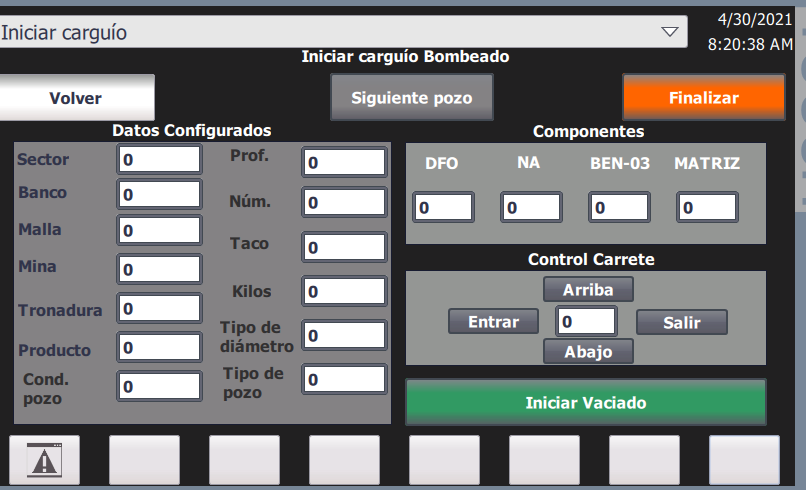 Iniciar carguío
4/30/2021
8:20:38 AM
Iniciar carguío Bombeado
Volver
Siguiente pozo
Finalizar
Datos Configurados
Sector 0
Banco 0
Malla 0
Mina 0
Tronadura 0
Producto 0
Cond.
pozo 0
Prof. 0
Núm. 0
Taco 0
Kilos 0
Tipo de
diámetro 0
Tipo de
pozo 0
Componentes
DFO NA BEN-03 MATRIZ
0 0 0 0
Control Carrete
Arriba
Entrar 0 Salir
Abajo
Iniciar Vaciado